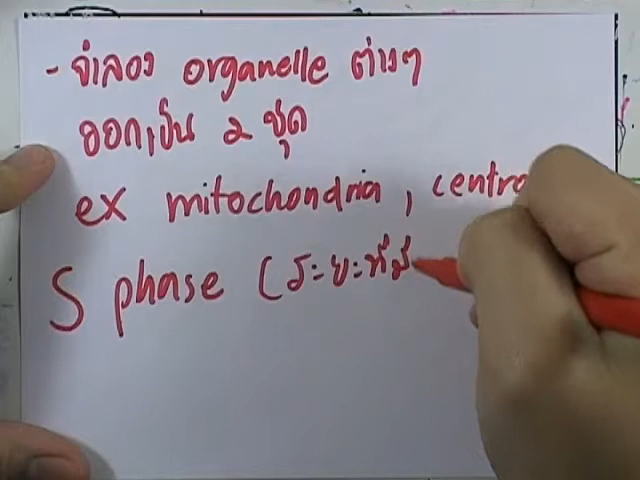 - จำลอง organelle ต่างๆ
ออกเป็น 2 ชุด
ex mitochondria , centro
S phase (ระยะที่มี